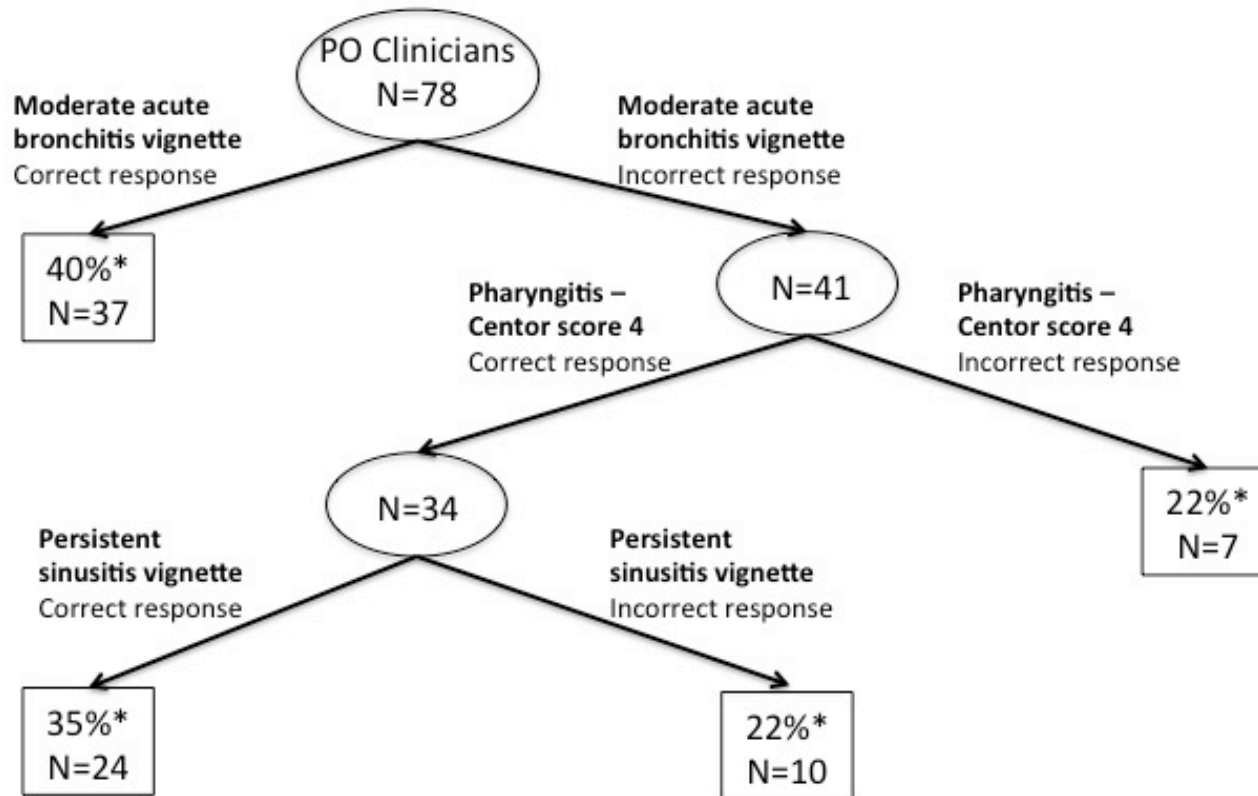 PO Clinicians
N=78
Moderate acute
bronchitis vignette
Correct response
Moderate acute
bronchitis vignette
Incorrect response
40%*
N=37
N=41
Pharyngitis –
Centor score 4
Correct response
Pharyngitis –
Centor score 4
Incorrect response
N=34
22%*
N=7
Persistent
sinusitis vignette
Correct response
Persistent
sinusitis vignette
Incorrect response
35%*
N=24
22%*
N=10